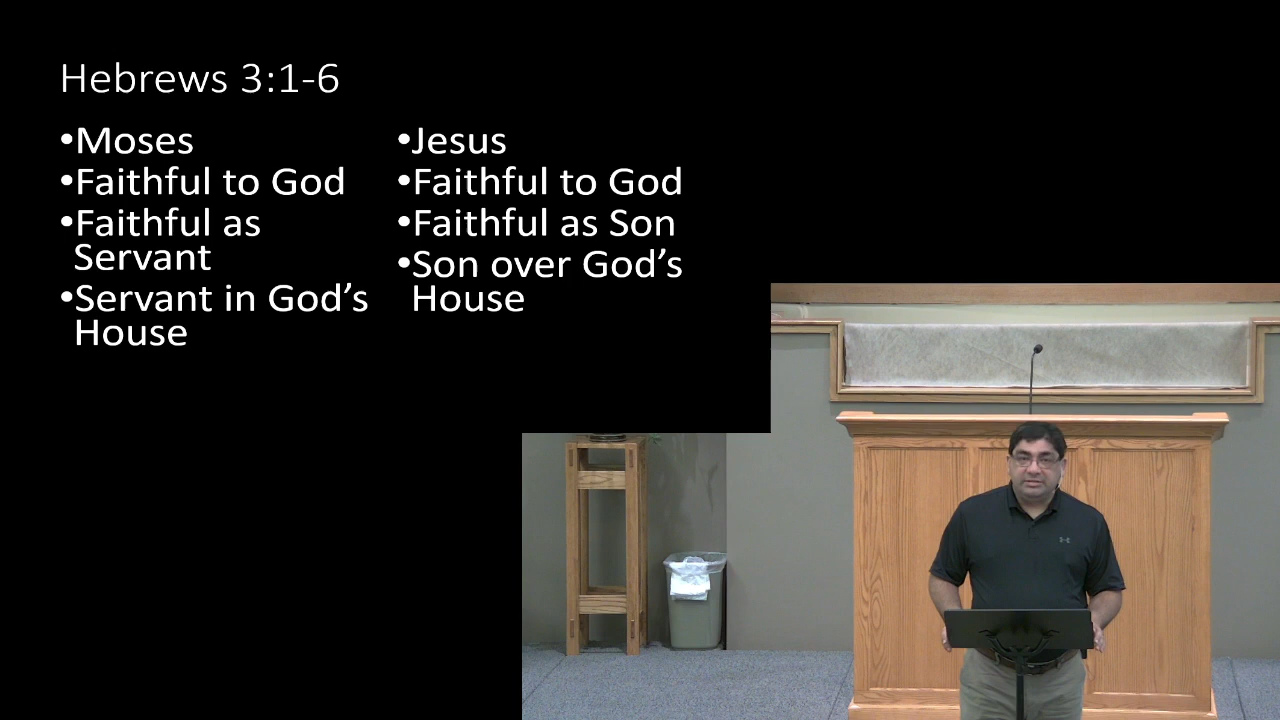 Hebrews 3:1-6
•Moses
•Faithful to God
•Faithful as
Servant
•Servant in God’s
House
•Jesus
•Faithful to God
•Faithful as Son
•Son over God’s
House